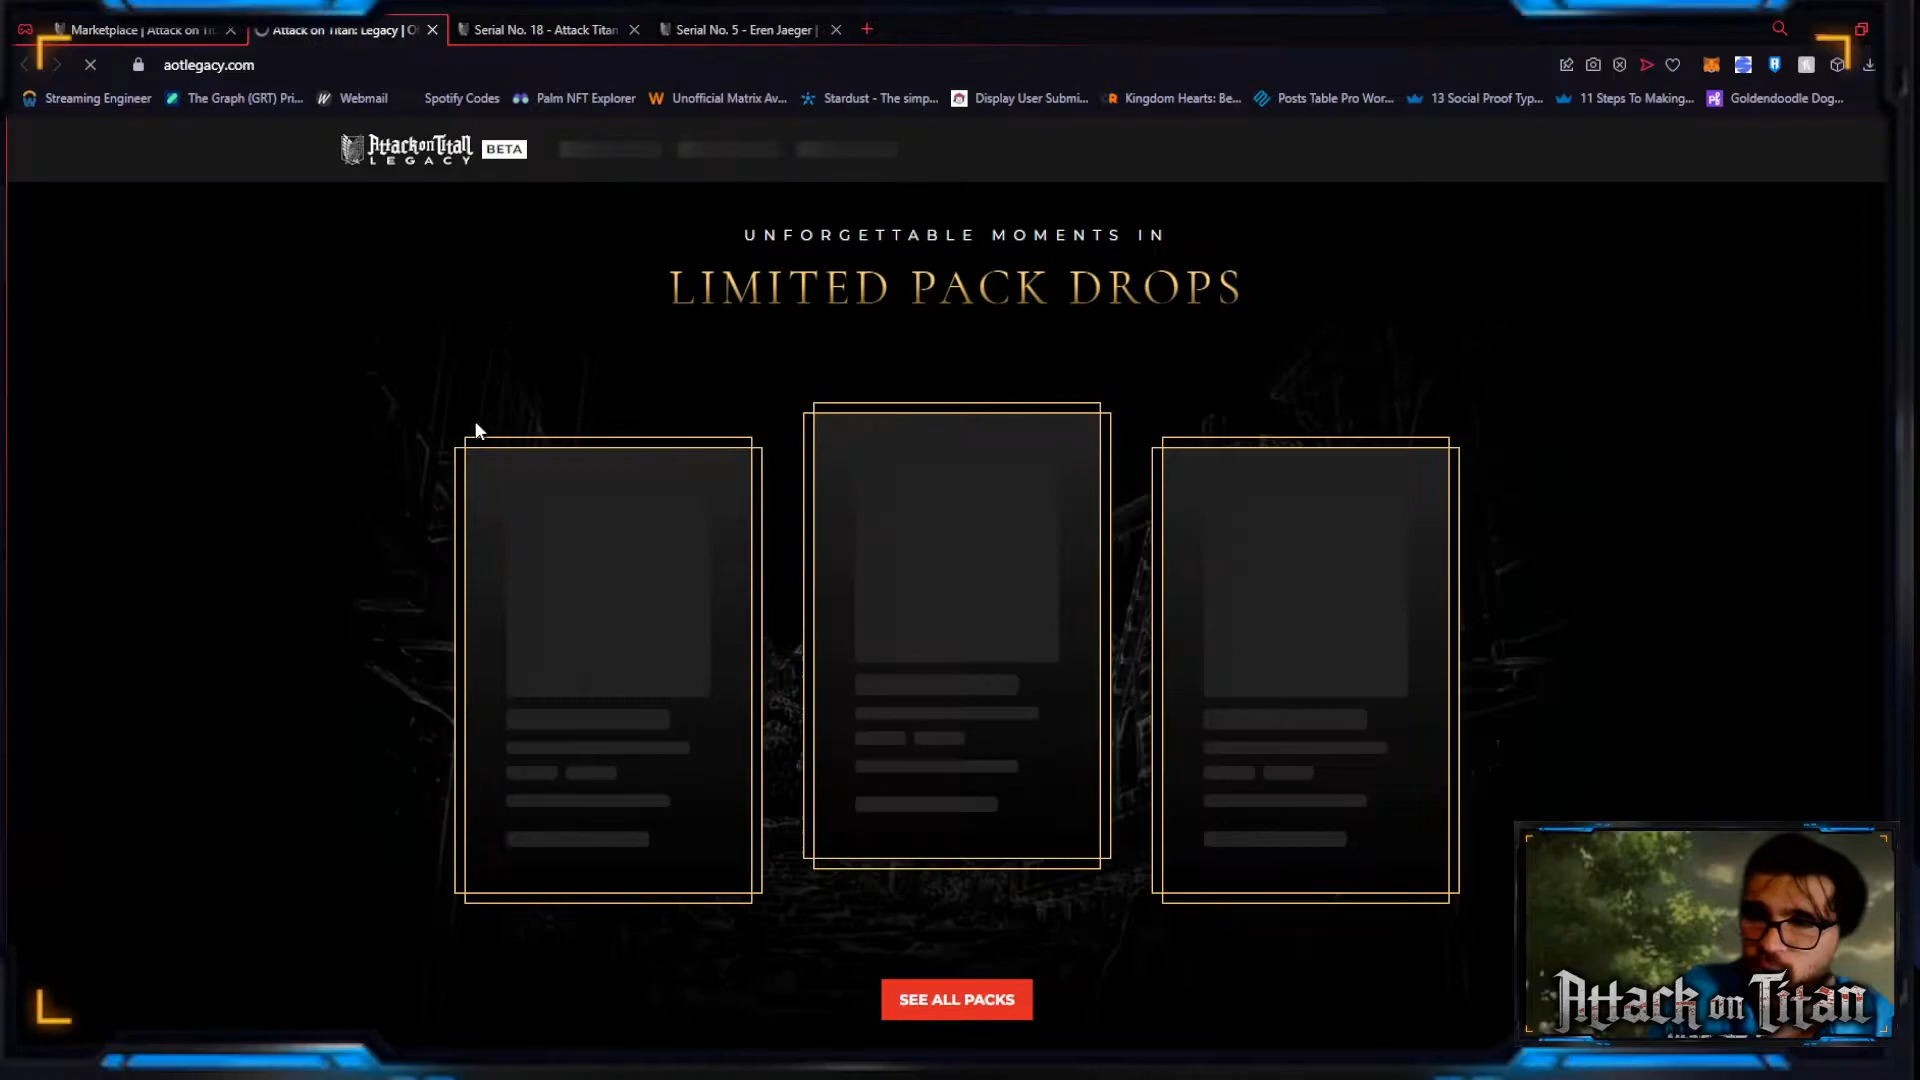 Marketplace | Attack on Tit
Attack on Titan: Legacy | O
Serial No. 18 - Attack Titan
Serial No. 5 - Eren Jaeger |
aotlegacy.com
Streaming Engineer
The Graph (GRT) Pri...
Webmail
Spotify Codes
Palm NFT Explorer
Unofficial Matrix Av...
Stardust - The simp...
Display User Submi...
Kingdom Hearts: Be...
Posts Table Pro Wor...
13 Social Proof Typ...
11 Steps To Making...
Goldendoodle Dog...
Attack on Titan
LEGACY
BETA
UNFORGETTABLE MOMENTS IN
LIMITED PACK DROPS
SEE ALL PACKS
Attack on Titan